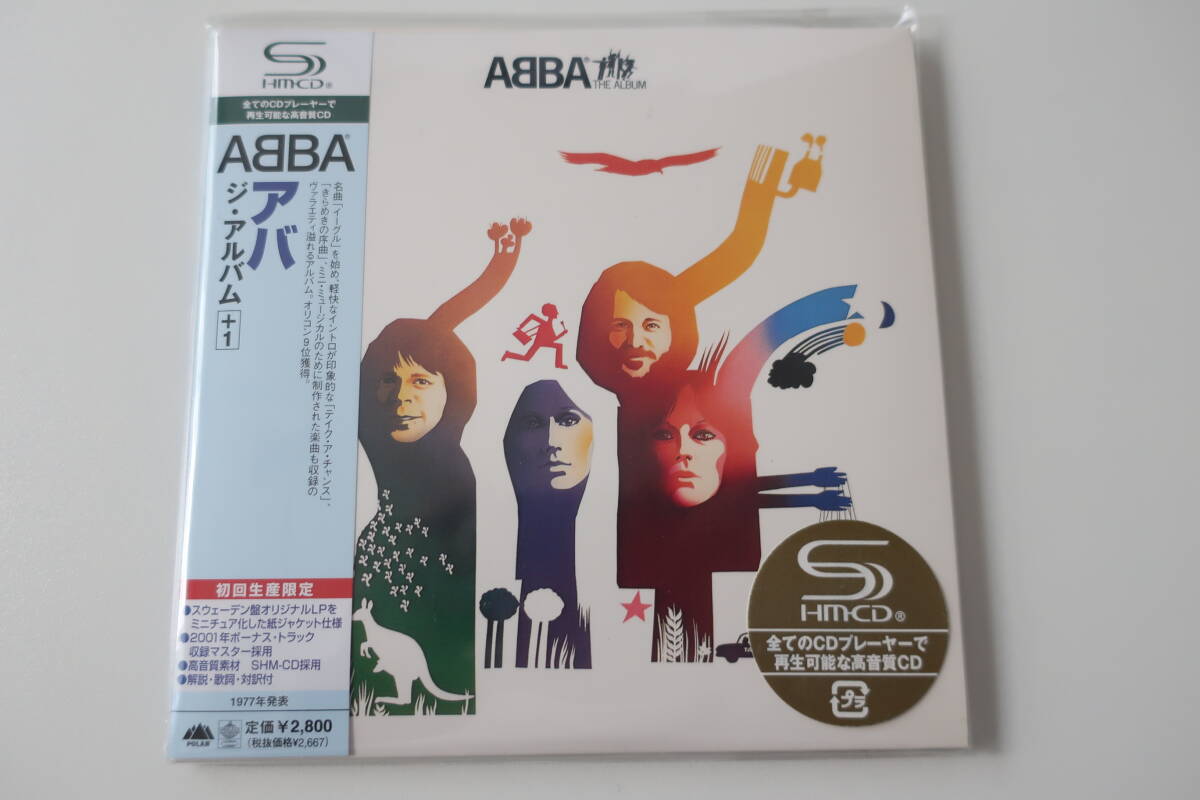 SHM-CD®
全てのCDプレーヤーで
再生可能な高音質CD
ABBA®
アバ
ジ・アルバム
+1
名曲「イーグル」を始め、軽快なイントロが印象的な「テイク・ア・チャンス」、
「きらめきの序曲」、ミニ・ミュージカルのために制作された楽曲も収録の
ヴァラエティ溢れるアルバム。オリコン9位獲得。
初回生産限定
●スウェーデン盤オリジナルLPを
ミニチュア化した紙ジャケット仕様
●2001年ボーナス・トラック
収録マスター採用
●高音質素材 SHM-CD採用
●解説・歌詞・対訳付
1977年発表
POLAR
定価¥2,800
(税抜価格¥2,667)
ABBA®
THE ALBUM
SHM-CD®
全てのCDプレーヤーで
再生可能な高音質CD
プラ